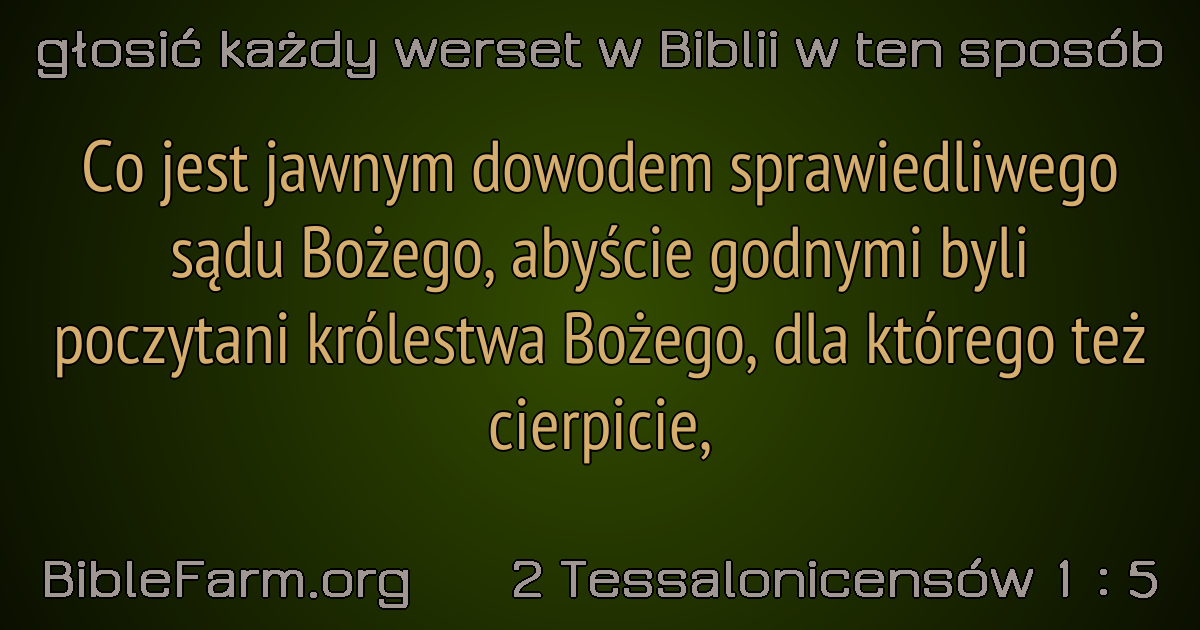 głosić każdy werset w Biblii w ten sposób
Co jest jawnym dowodem sprawiedliwego
sądu Bożego, abyście godnymi byli
poczytani królestwa Bożego, dla którego też
cierpicie,
BibleFarm.org 2 Tessalonicensów 1 : 5